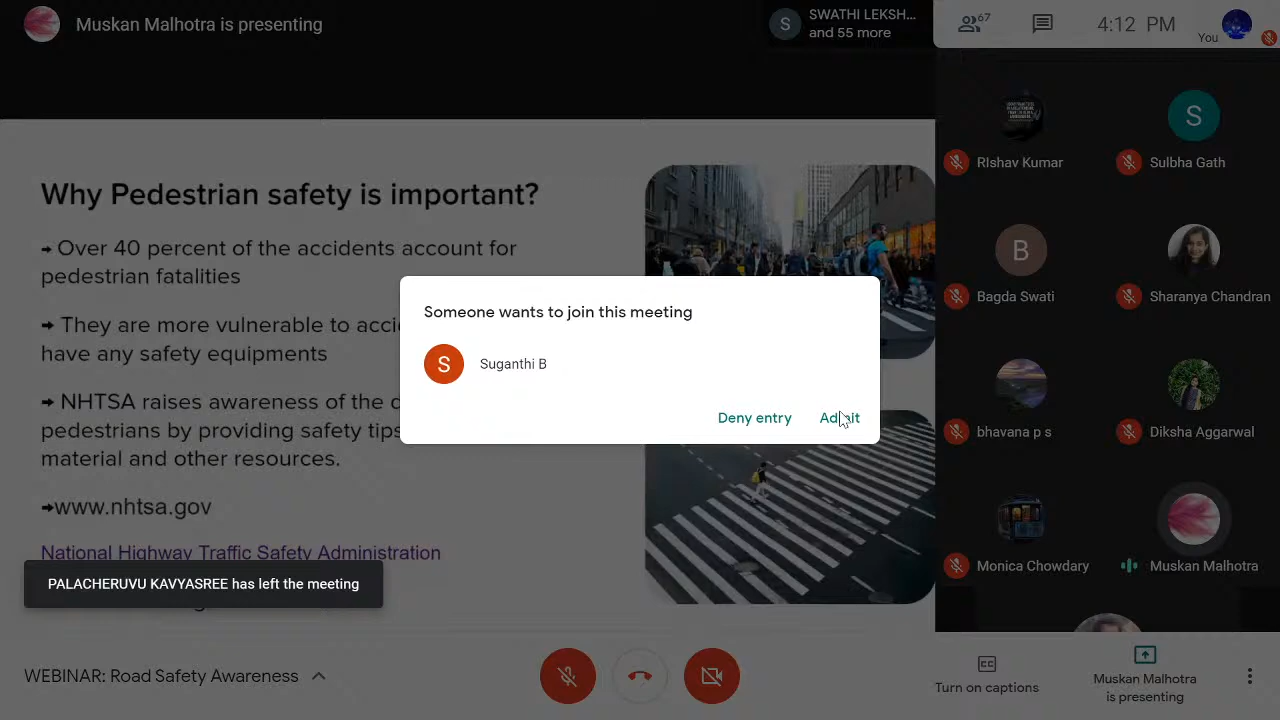 Muskan Malhotra is presenting
S
SWATHI LEKSH...
and 55 more
67
4:12 PM
You
Why Pedestrian safety is important?
➞ Over 40 percent of the accidents account for
pedestrian fatalities
➞ They are more vulnerable to acci
have any safety equipments
➞ NHTSA raises awareness of the d
pedestrians by providing safety tips
material and other resources.
➞www.nhtsa.gov
National Highway Traffic Safety Administration
Someone wants to join this meeting
S
Suganthi B
Deny entry
Admit
RIshav Kumar
S
Sulbha Gath
B
Bagda Swati
Sharanya Chandran
bhavana p s
Diksha Aggarwal
Monica Chowdary
Muskan Malhotra
PALACHERUVU KAVYASREE has left the meeting
WEBINAR: Road Safety Awareness
CC
Turn on captions
Muskan Malhotra
is presenting